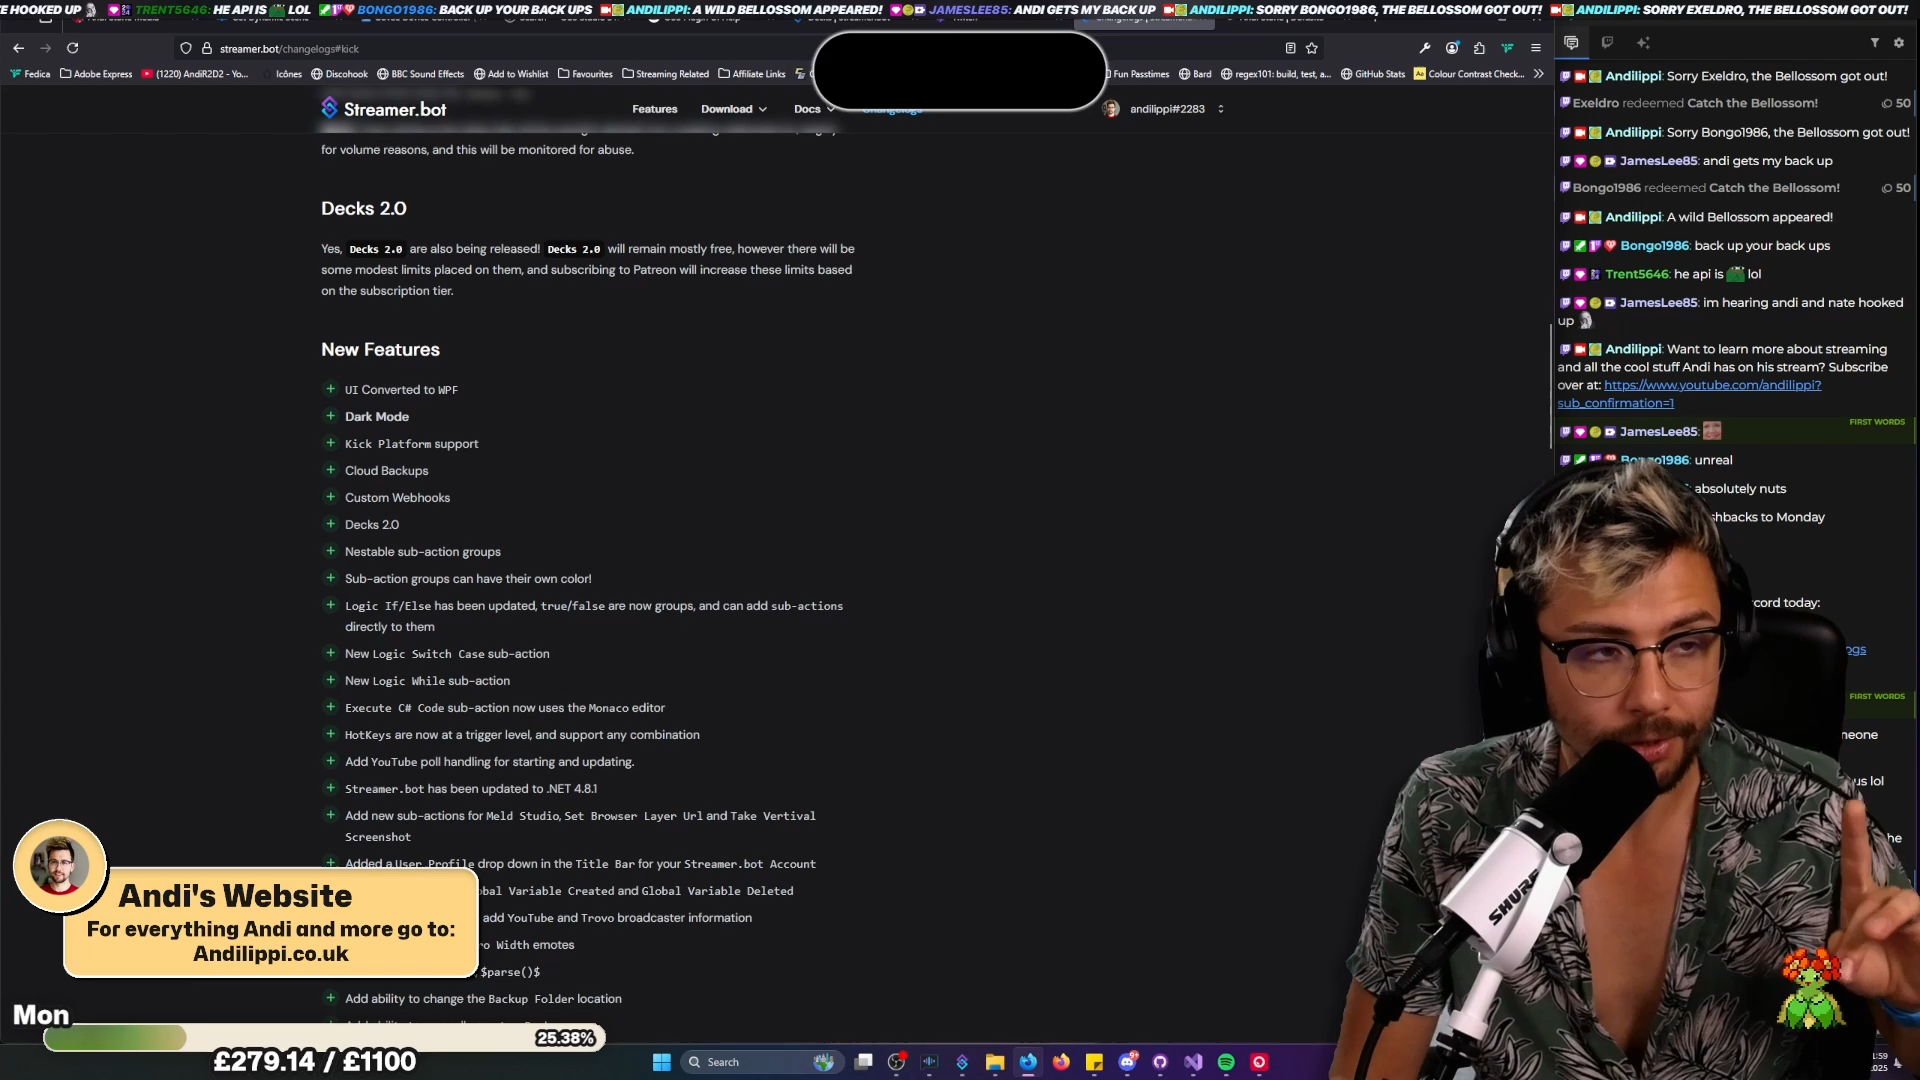 E HOOKED UP TRENT5646: HE API IS LOL BONGO1986: BACK UP YOUR BACK UPS ANDILIPPI: A WILD BELLOSSOM APPEARED! JAMESLEE85: ANDI GETS MY BACK UP ANDILIPPI: SORRY BONGO1986, THE BELLOSSOM GOT OUT! ANDILIPPI: SORRY EXELDRO, THE BELLOSSOM GOT OUT!
streamer.bot/changelogs#kick
Fedica Adobe Express (1220) AndiR2D2 - Yo... Icônes Discohook BBC Sound Effects Add to Wishlist Favourites Streaming Related Affiliate Links Fun Pasttimes Bard regex101: build, test, a... GitHub Stats Colour Contrast Check...
Streamer.bot Features Download Docs Changelogs andilippi#2283
for volume reasons, and this will be monitored for abuse.
Decks 2.0
Yes, Decks 2.0 are also being released! Decks 2.0 will remain mostly free, however there will be
some modest limits placed on them, and subscribing to Patreon will increase these limits based
on the subscription tier.
New Features
+ UI Converted to WPF
+ Dark Mode
+ Kick Platform support
+ Cloud Backups
+ Custom Webhooks
+ Decks 2.0
+ Nestable sub-action groups
+ Sub-action groups can have their own color!
+ Logic If/Else has been updated, true/false are now groups, and can add sub-actions
directly to them
+ New Logic Switch Case sub-action
+ New Logic While sub-action
+ Execute C# Code sub-action now uses the Monaco editor
+ HotKeys are now at a trigger level, and support any combination
+ Add YouTube poll handling for starting and updating.
+ Streamer.bot has been updated to .NET 4.8.1
+ Add new sub-actions for Meld Studio, Set Browser Layer Url and Take Vertival
Screenshot
+ Added a User Profile drop down in the Title Bar for your Streamer.bot Account
obal Variable Created and Global Variable Deleted
add YouTube and Trovo broadcaster information
ro Width emotes
$parse()$
+ Add ability to change the Backup Folder location
Andi's Website
For everything Andi and more go to:
Andilippi.co.uk
Mon
25.38%
£279.14 / £1100
Search
Andilippi: Sorry Exeldro, the Bellossom got out!
Exeldro redeemed Catch the Bellossom! 50
Andilippi: Sorry Bongo1986, the Bellossom got out!
JamesLee85: andi gets my back up
Bongo1986 redeemed Catch the Bellossom! 50
Andilippi: A wild Bellossom appeared!
Bongo1986: back up your back ups
Trent5646: he api is lol
JamesLee85: im hearing andi and nate hooked
up
Andilippi: Want to learn more about streaming
and all the cool stuff Andi has on his stream? Subscribe
over at: https://www.youtube.com/andilippi?
sub_confirmation=1
FIRST WORDS
JamesLee85:
Bongo1986: unreal
absolutely nuts
shbacks to Monday
cord today:
ogs
FIRST WORDS
neone
us lol
he
:59
2025
SHURE